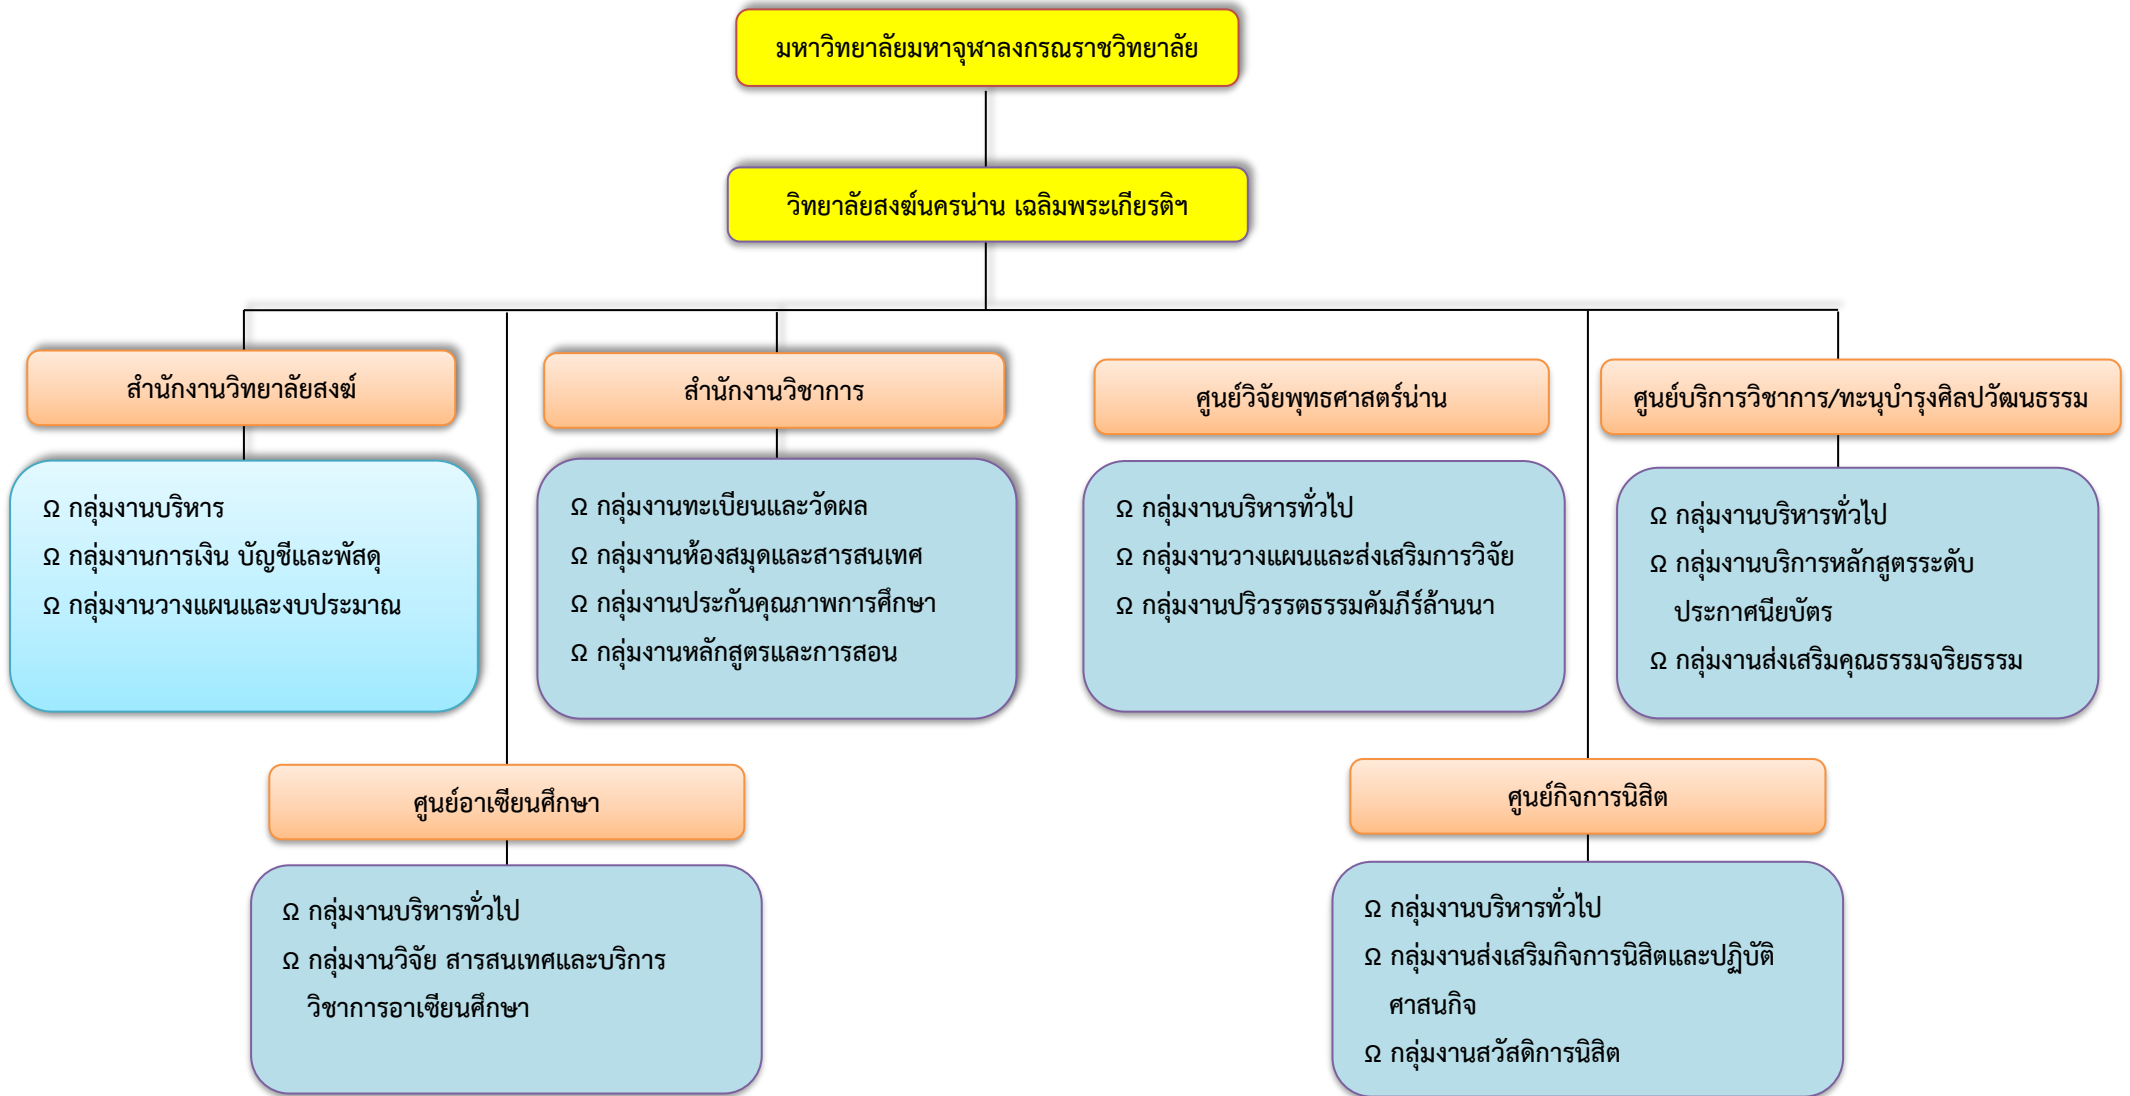 มหาวิทยาลัยมหาจุฬาลงกรณราชวิทยาลัย
วิทยาลัยสงฆ์นครน่าน เฉลิมพระเกียรติฯ
สำนักงานวิทยาลัยสงฆ์
Ω กลุ่มงานบริหาร
Ω กลุ่มงานการเงิน บัญชีและพัสดุ
Ω กลุ่มงานวางแผนและงบประมาณ
สำนักงานวิชาการ
Ω กลุ่มงานทะเบียนและวัดผล
Ω กลุ่มงานห้องสมุดและสารสนเทศ
Ω กลุ่มงานประกันคุณภาพการศึกษา
Ω กลุ่มงานหลักสูตรและการสอน
ศูนย์วิจัยพุทธศาสตร์น่าน
Ω กลุ่มงานบริหารทั่วไป
Ω กลุ่มงานวางแผนและส่งเสริมการวิจัย
Ω กลุ่มงานปริวรรตธรรมคัมภีร์ล้านนา
ศูนย์บริการวิชาการ/ทะนุบำรุงศิลปวัฒนธรรม
Ω กลุ่มงานบริหารทั่วไป
Ω กลุ่มงานบริการหลักสูตรระดับ
ประกาศนียบัตร
Ω กลุ่มงานส่งเสริมคุณธรรมจริยธรรม
ศูนย์อาเซียนศึกษา
Ω กลุ่มงานบริหารทั่วไป
Ω กลุ่มงานวิจัย สารสนเทศและบริการ
วิชาการอาเซียนศึกษา
ศูนย์กิจการนิสิต
Ω กลุ่มงานบริหารทั่วไป
Ω กลุ่มงานส่งเสริมกิจการนิสิตและปฏิบัติ
ศาสนกิจ
Ω กลุ่มงานสวัสดิการนิสิต